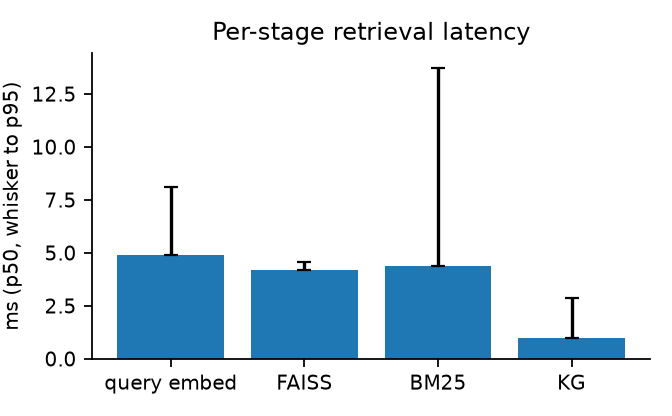 Per-stage retrieval latency
ms (p50, whisker to p95)
12.5
10.0
7.5
5.0
2.5
0.0
query embed FAISS BM25 KG